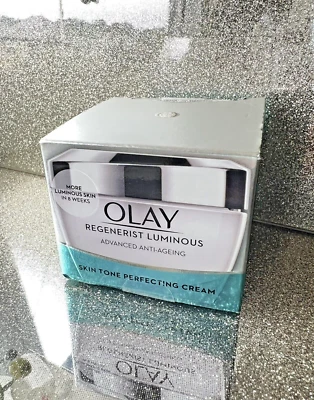 MORE
LUMINOUS SKIN
IN 8 WEEKS
OLAY
REGENERIST LUMINOUS
ADVANCED ANTI-AGEING
SKIN TONE PERFECTING CREAM